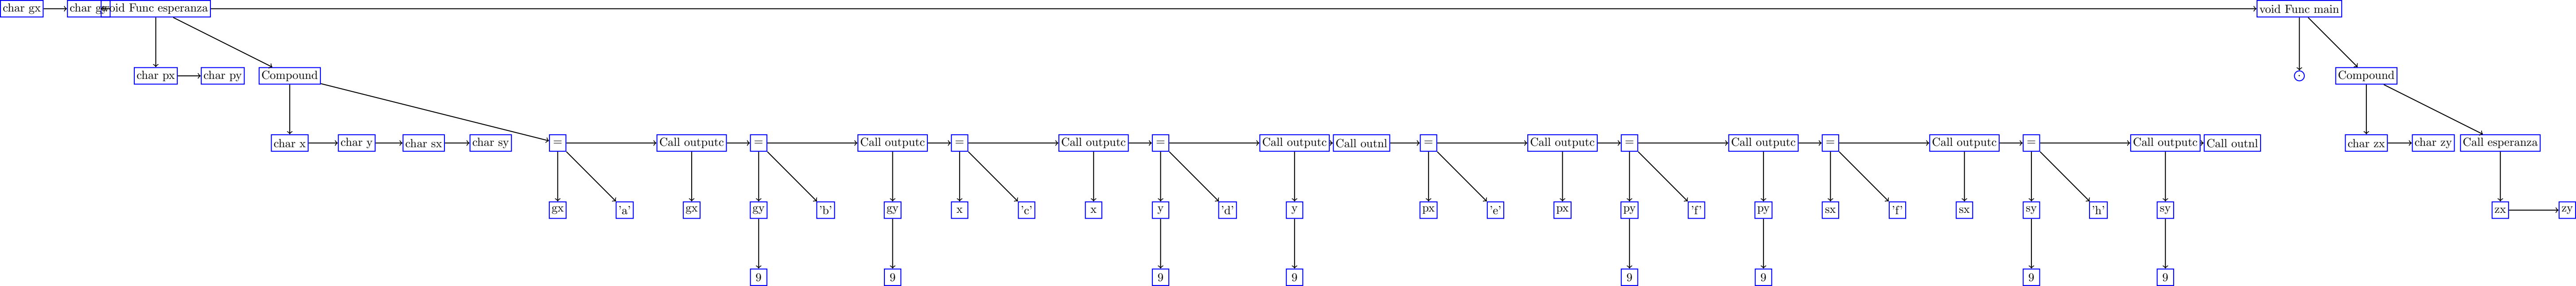 char gx char gy void Func esperanza void Func main
char px char py Compound · Compound
char x char y char sx char sy = Call outputc = Call outputc = Call outputc = Call outputc Call outnl = Call outputc = Call outputc = Call outputc = Call outputc Call outnl char zx char zy Call esperanza
gx 'a' gx gy 'b' gy x 'c' x y 'd' y px 'e' px py 'f' py sx 'f' sx sy 'h' sy zx zy
9 9 9 9 9 9 9 9